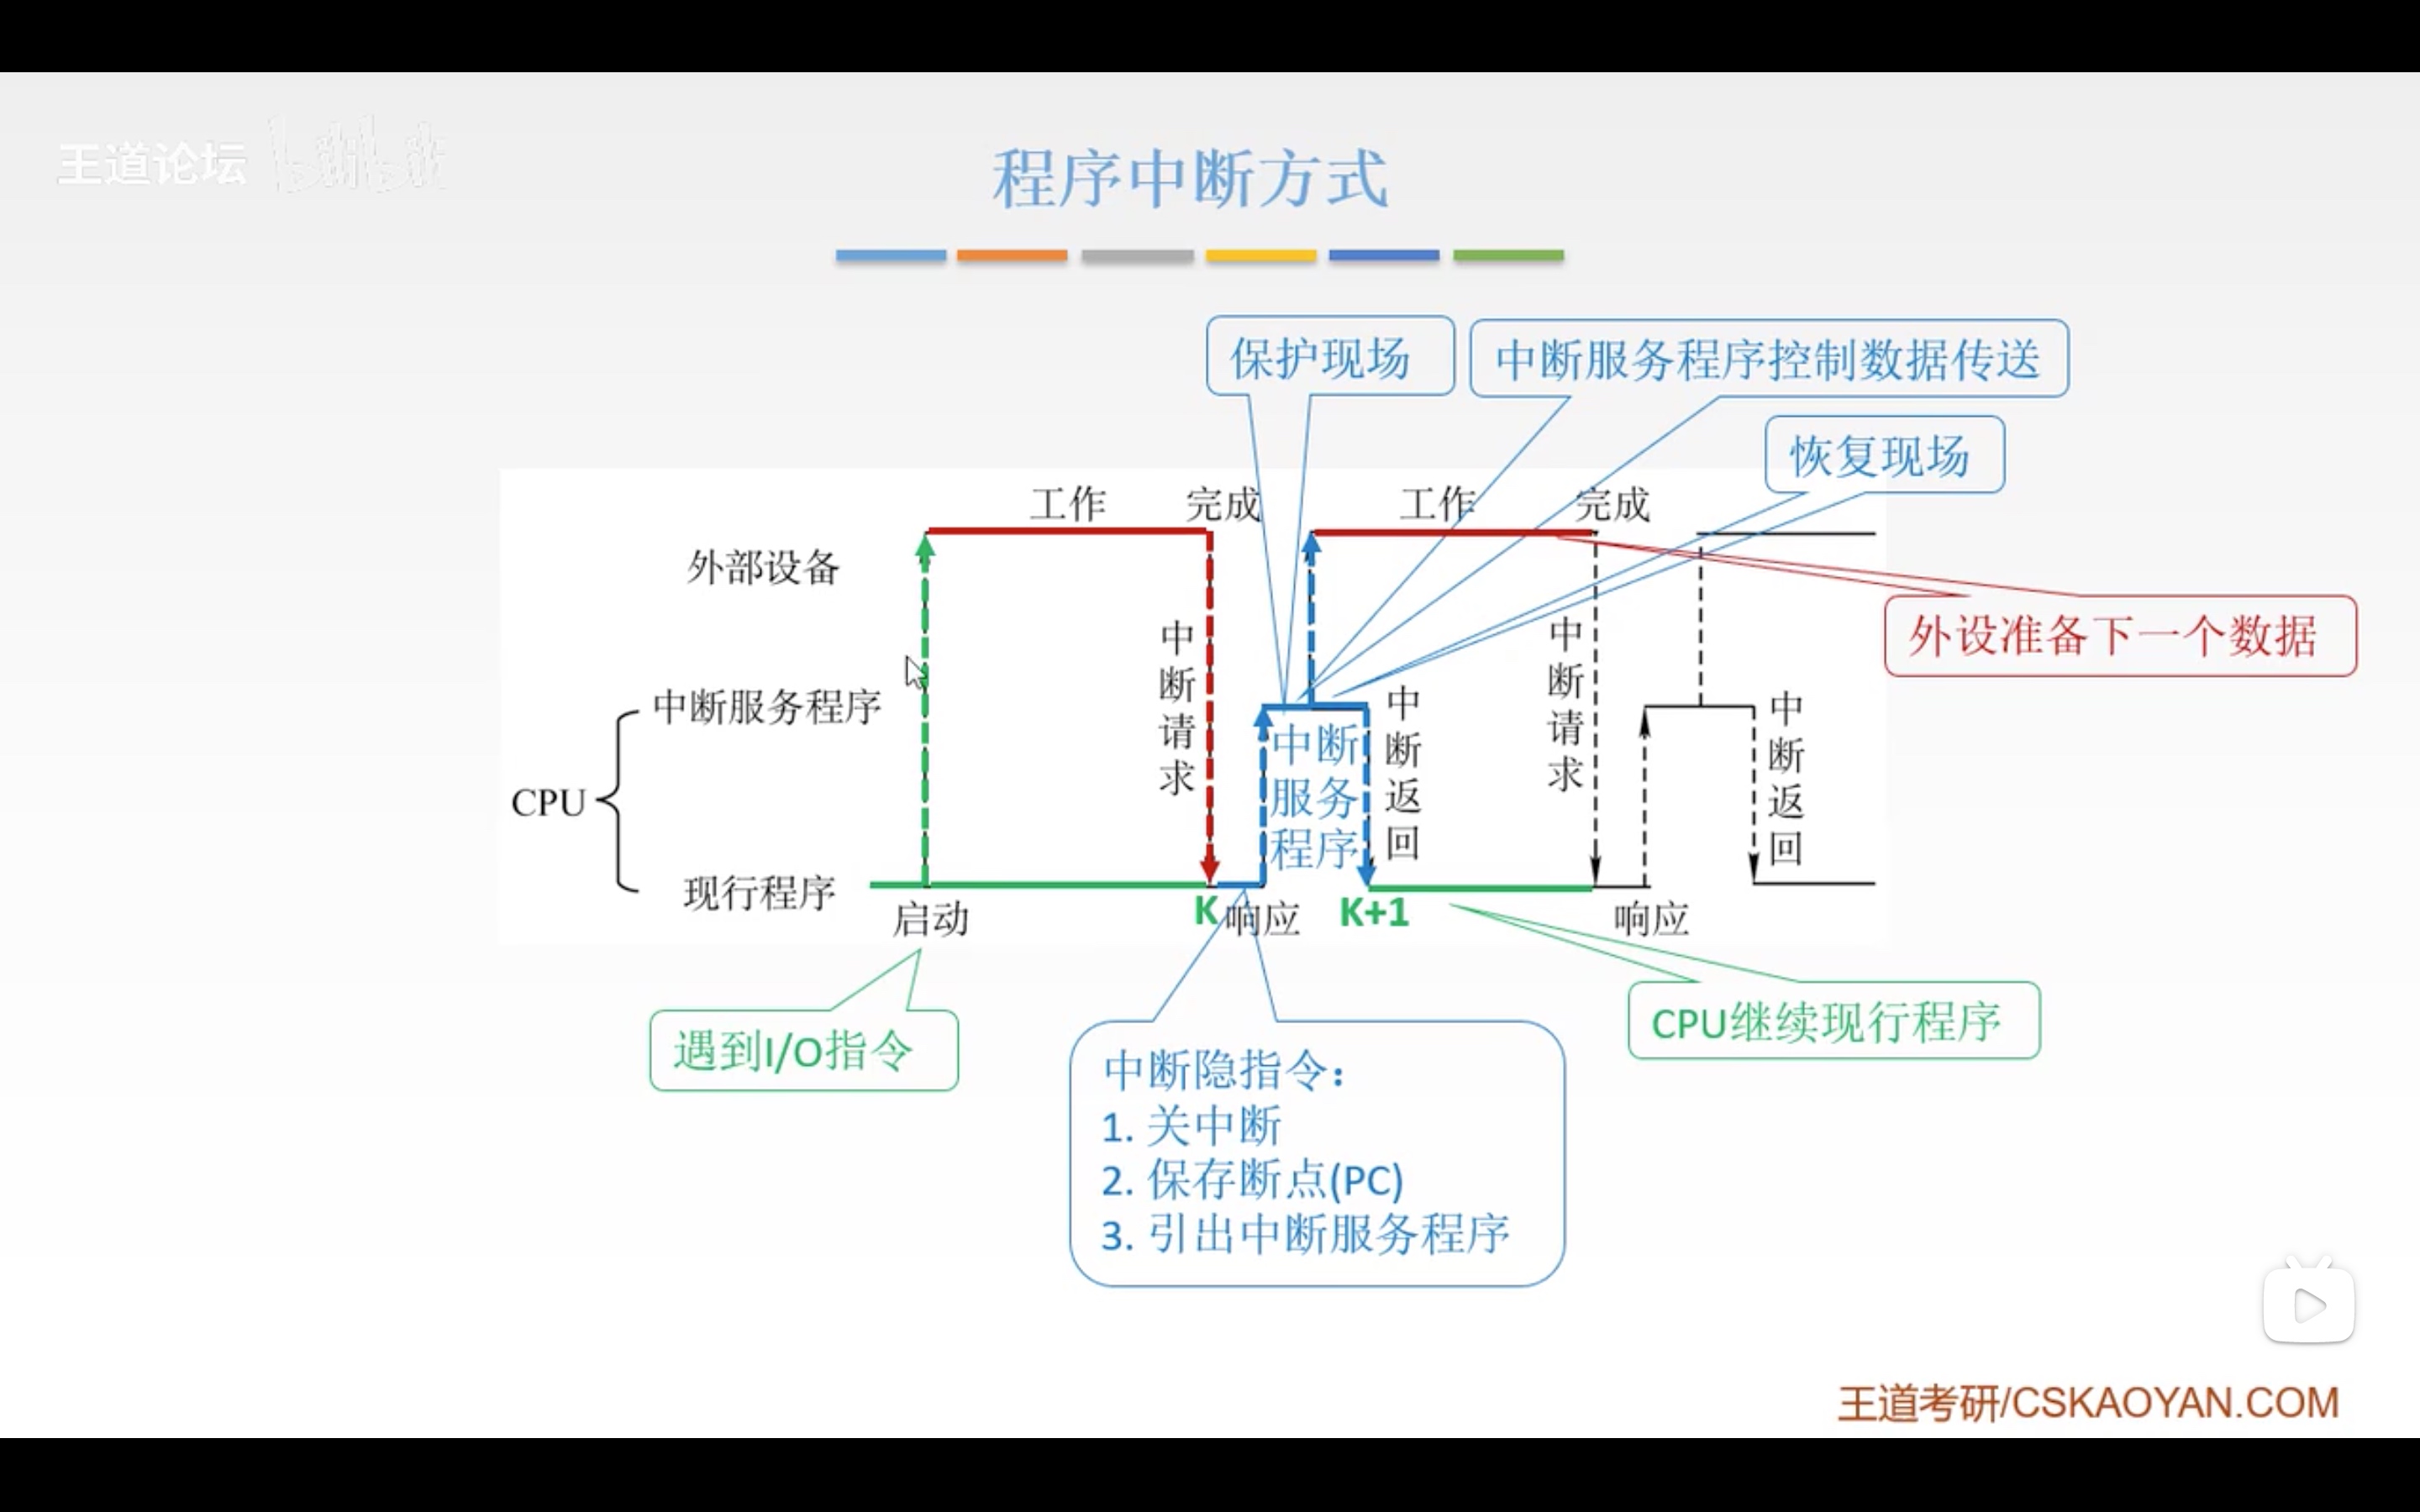 王道论坛 bilibili
程序中断方式
保护现场
中断服务程序控制数据传送
恢复现场
工作
完成
工作
完成
外部设备
外设准备下一个数据
中断请求
中断请求
中断服务程序
中断服务程序
中断返回
中断返回
CPU
现行程序
启动
K
响应
K+1
响应
遇到I/O指令
CPU继续现行程序
中断隐指令：
1. 关中断
2. 保存断点(PC)
3. 引出中断服务程序
王道考研/CSKAOYAN.COM